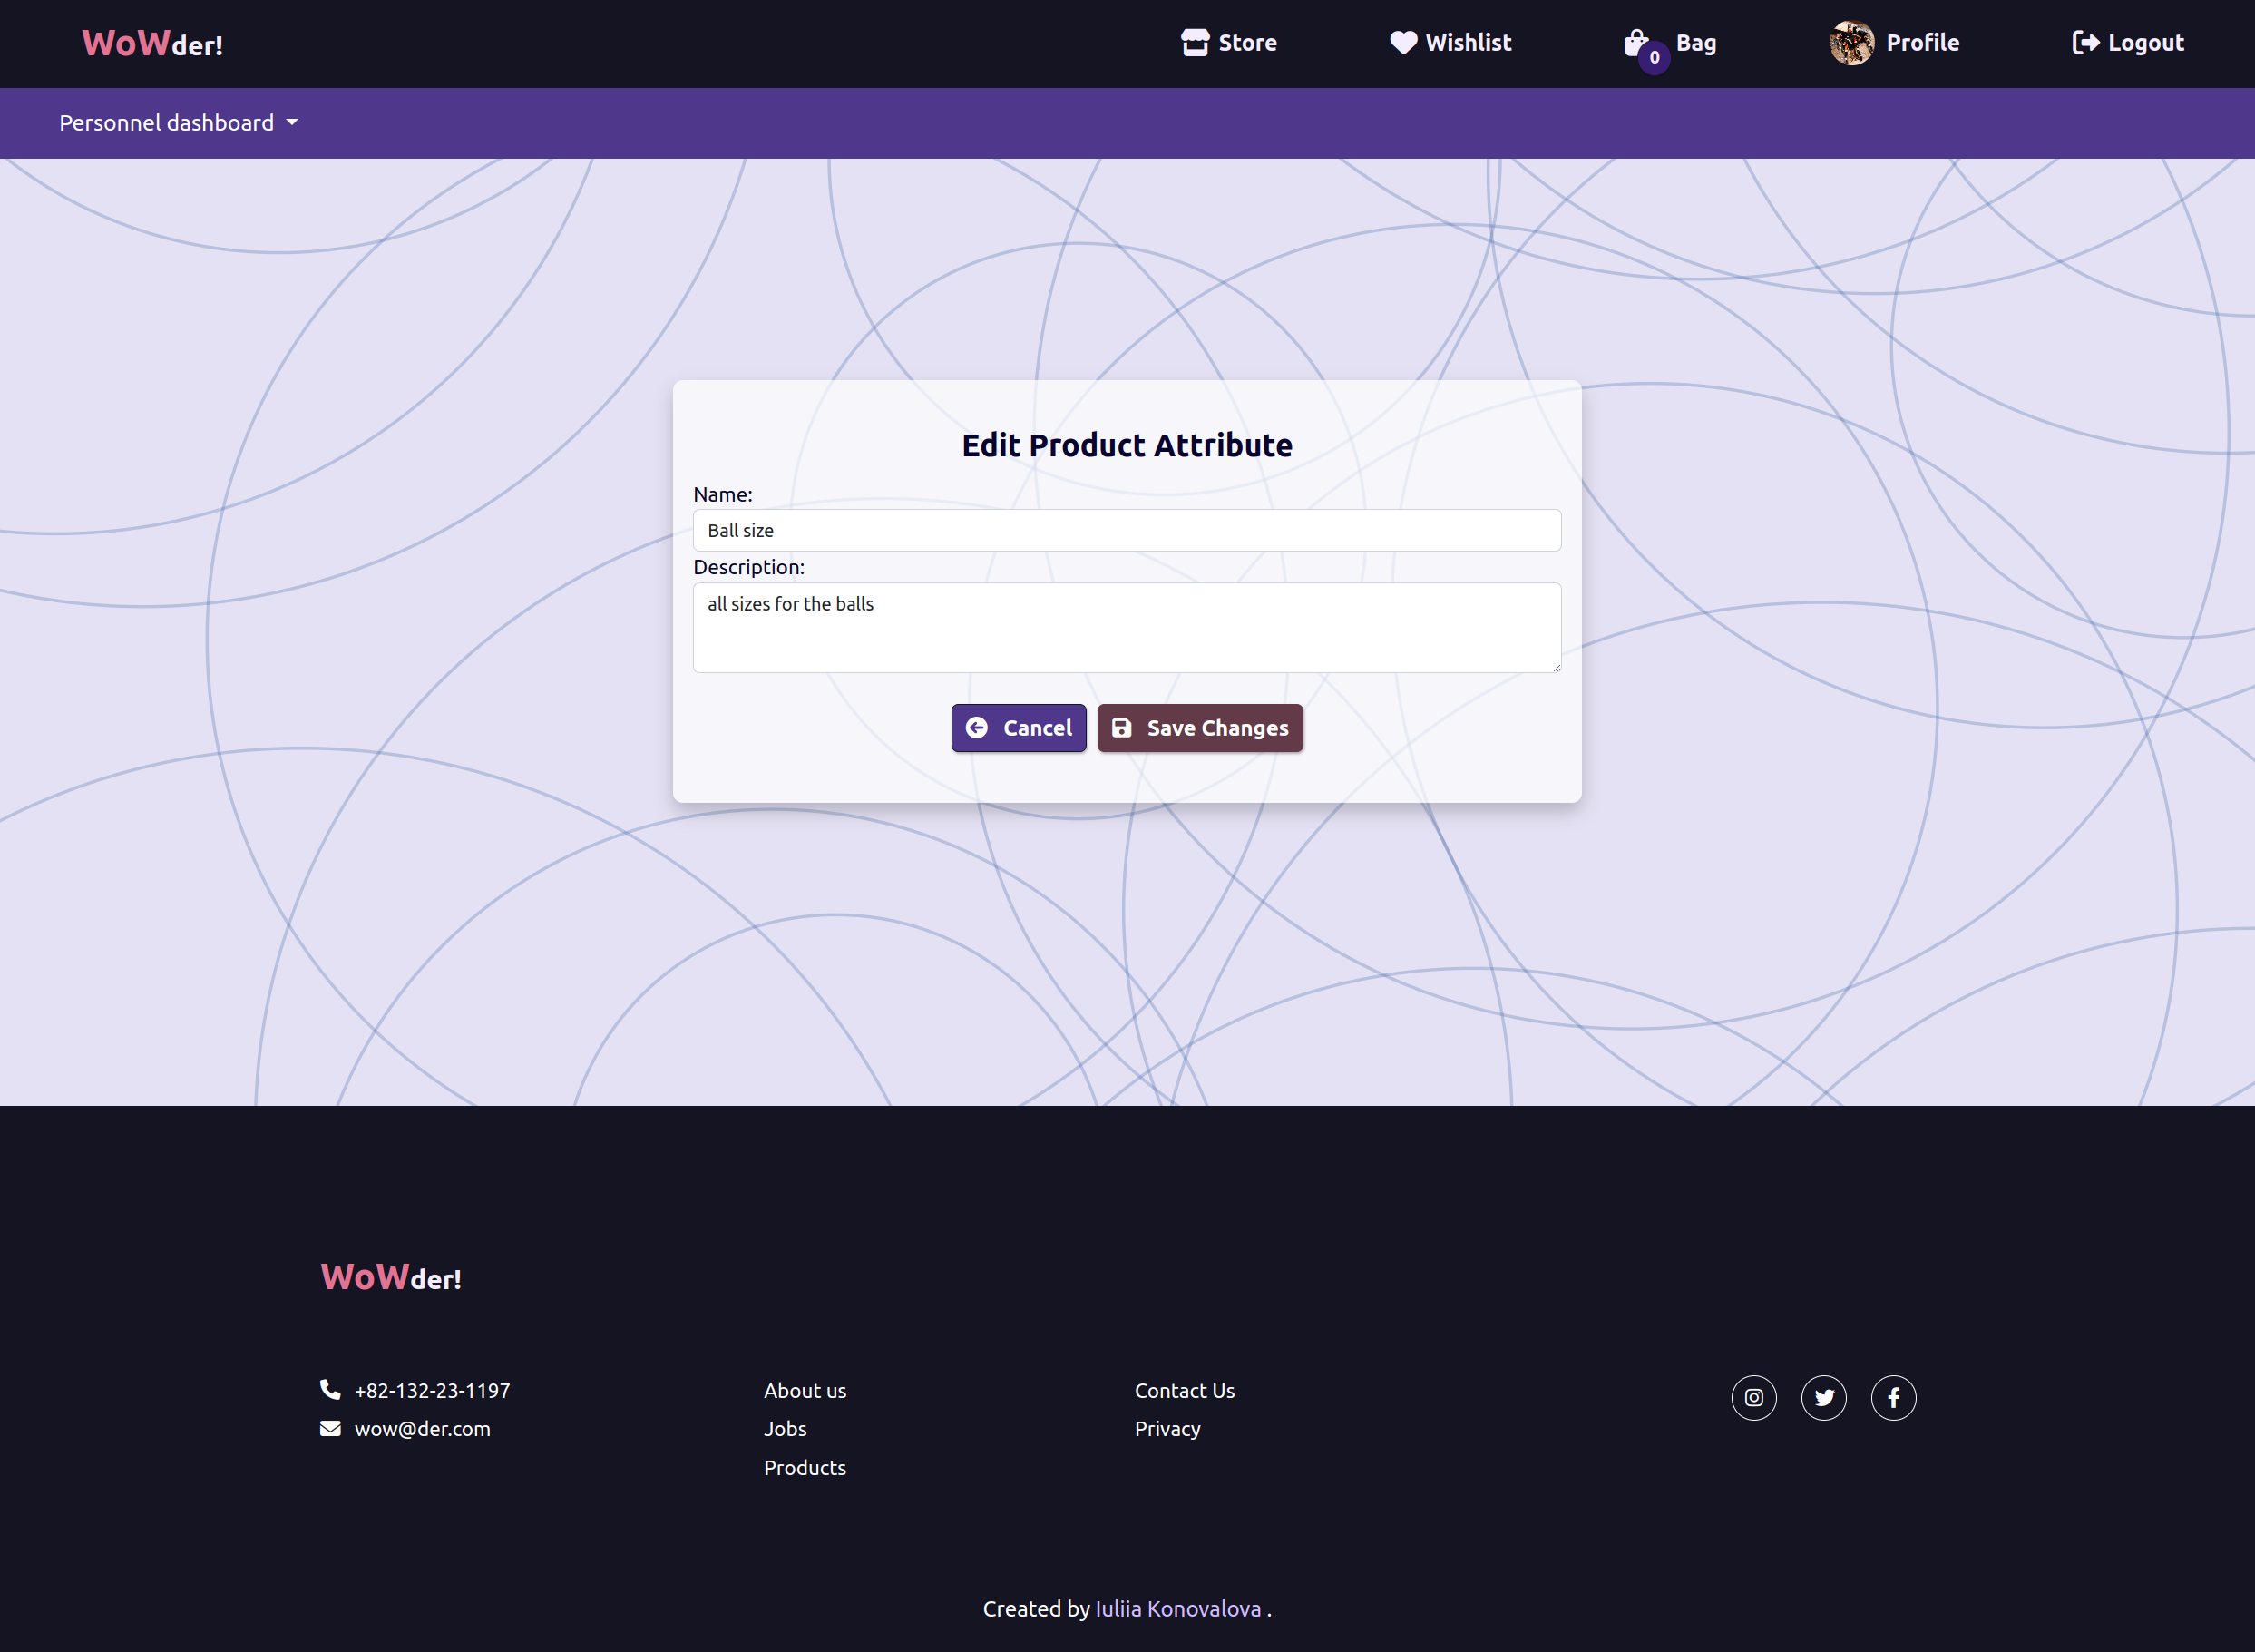 WoWder!
Store
Wishlist
0
Bag
Profile
Logout
Personnel dashboard
Edit Product Attribute
Name:
Ball size
Description:
all sizes for the balls
Cancel
Save Changes
WoWder!
+82-132-23-1197
wow@der.com
About us
Jobs
Products
Contact Us
Privacy
Created by Iuliia Konovalova .